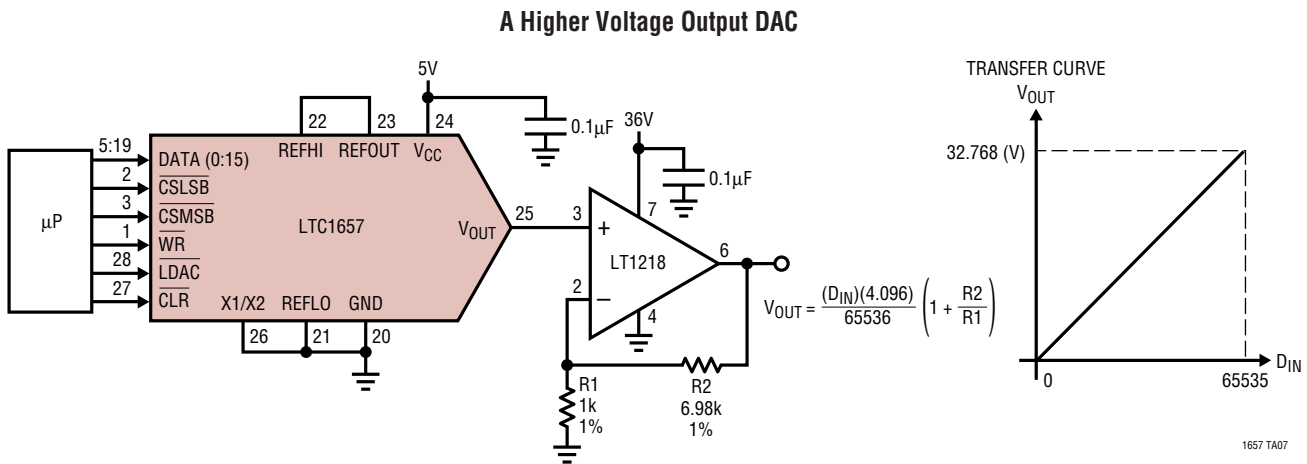 A Higher Voltage Output DAC
5V
22 23 24
0.1µF
36V
0.1µF
µP
5:19
2
3
1
28
27
REFHI REFOUT VCC
DATA (0:15)
CSLSB
CSMSB
WR
LDAC
CLR
LTC1657
VOUT
25
X1/X2 REFLO GND
26 21 20
3
+
7
LT1218
6
2
–
4
R1
1k
1%
R2
6.98k
1%
VOUT = (DIN)(4.096) / 65536 (1 + R2 / R1)
TRANSFER CURVE
VOUT
32.768 (V)
0
65535
DIN
1657 TA07